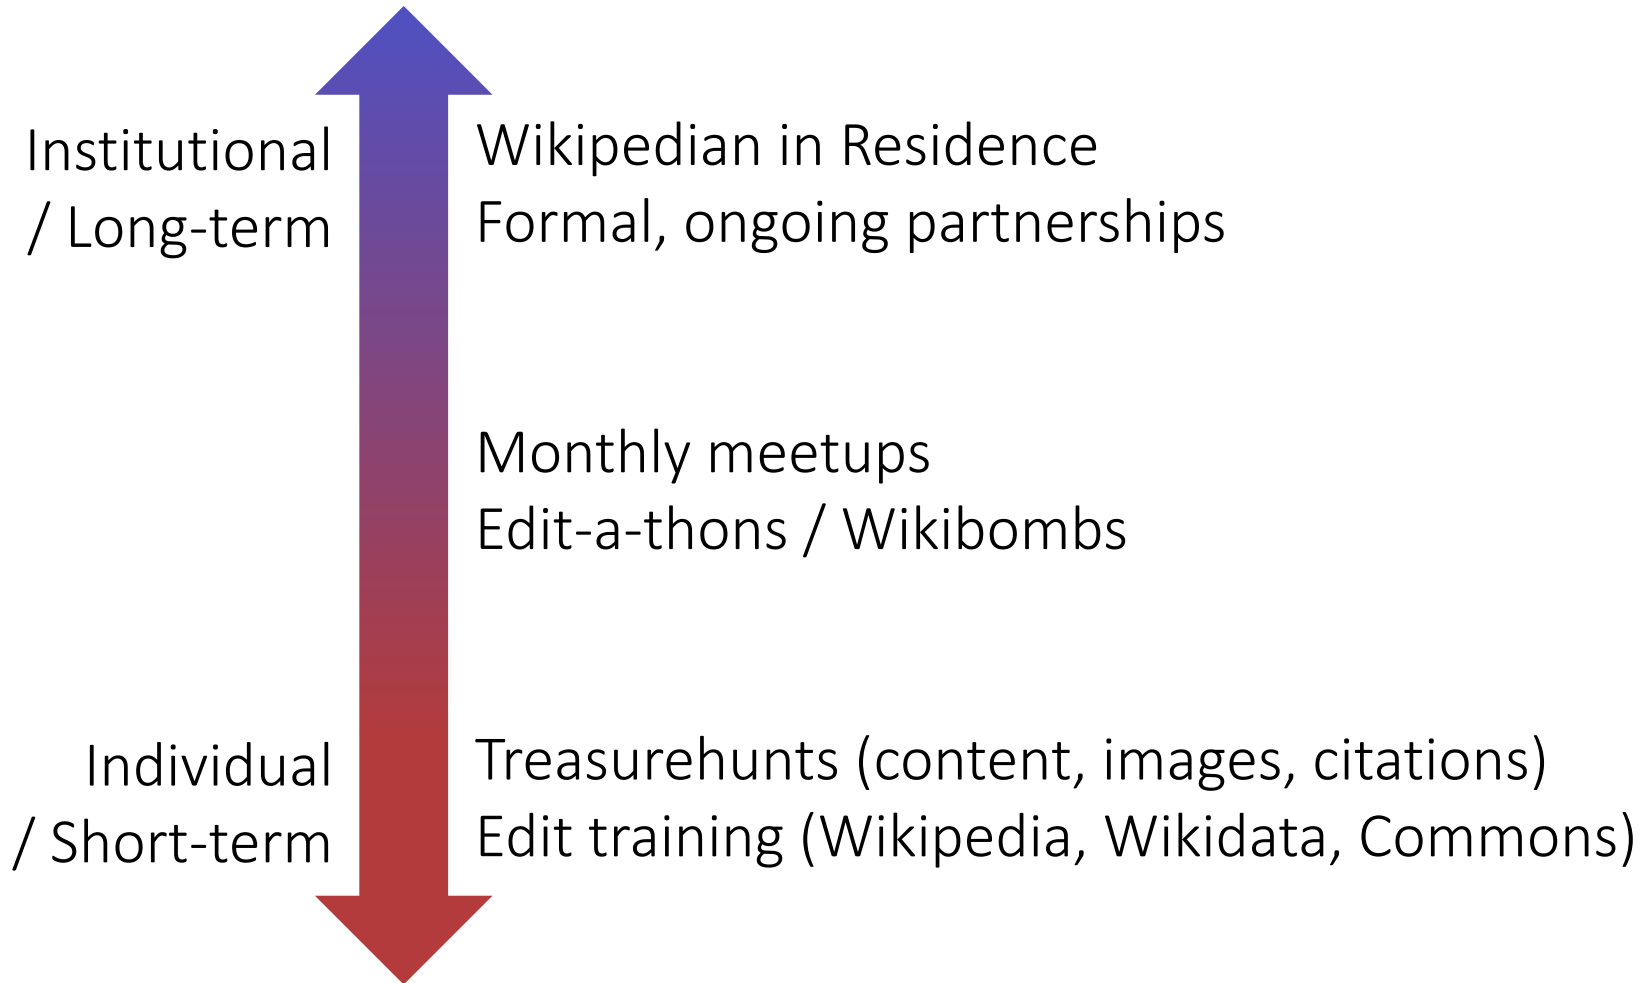 Institutional
/ Long-term
Wikipedian in Residence
Formal, ongoing partnerships
Monthly meetups
Edit-a-thons / Wikibombs
Individual
/ Short-term
Treasurehunts (content, images, citations)
Edit training (Wikipedia, Wikidata, Commons)